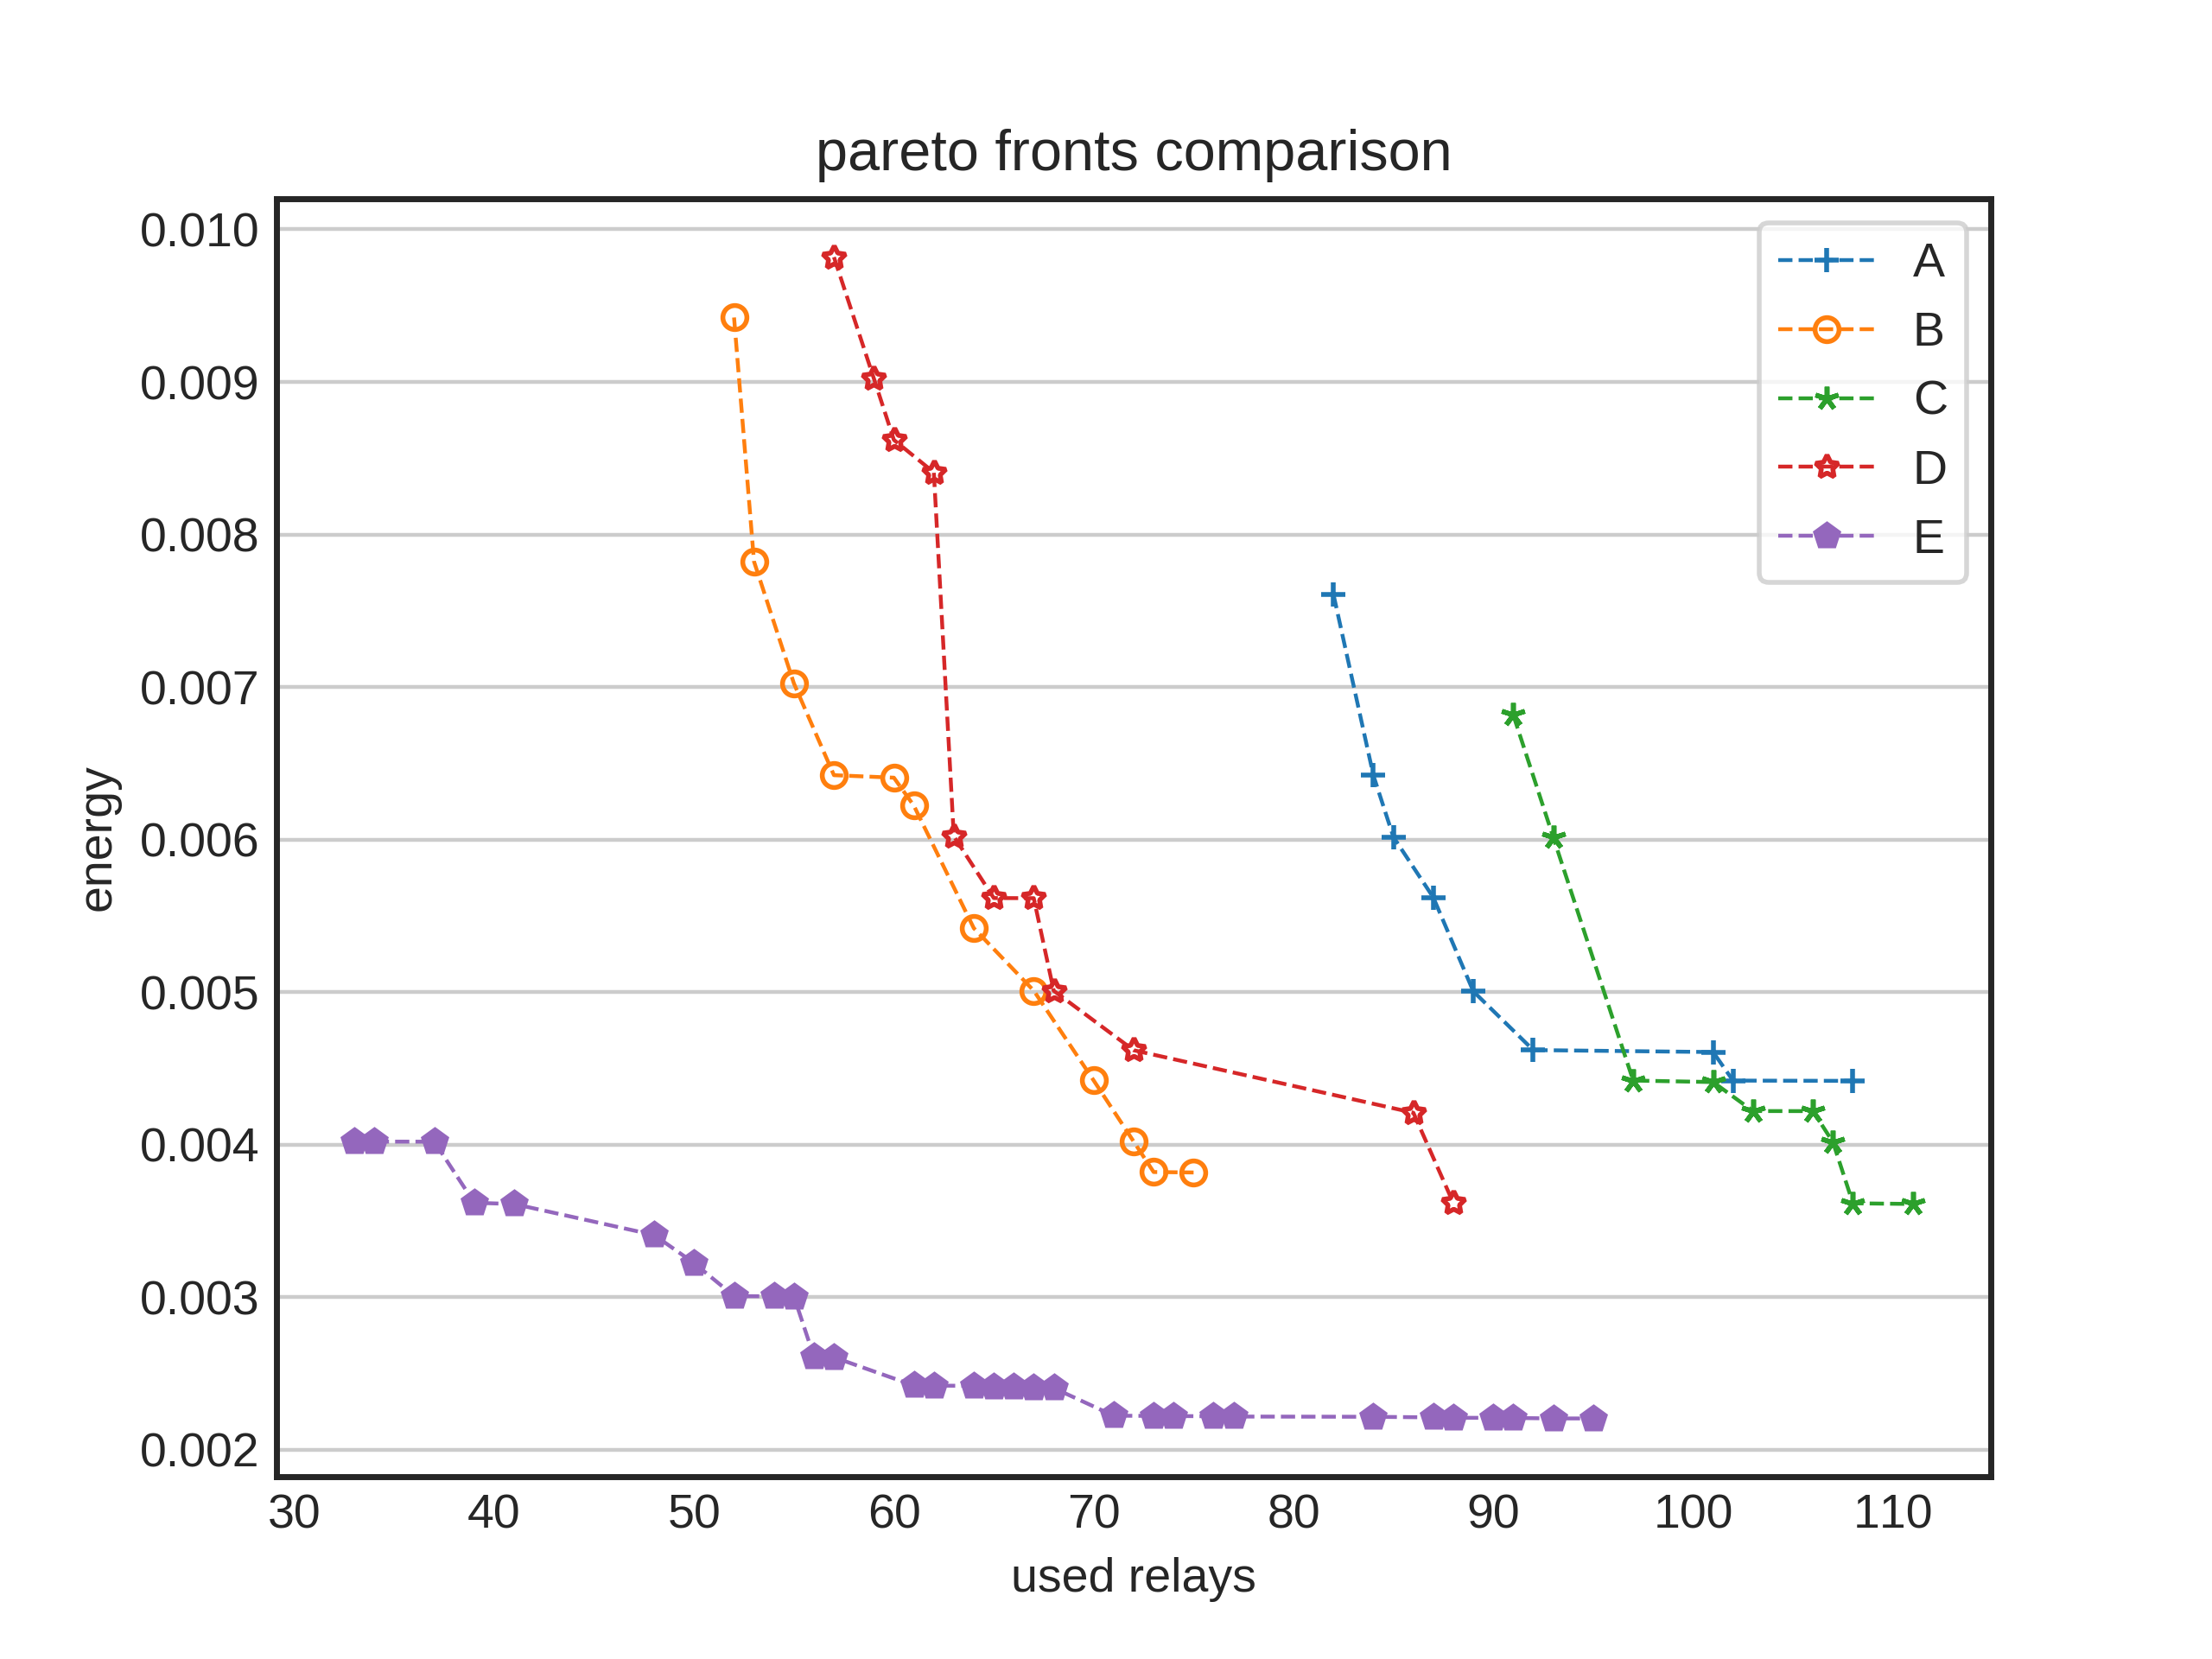 pareto fronts comparison
0.010
0.009
0.008
0.007
0.006
0.005
0.004
0.003
0.002
energy
A
B
C
D
E
30 40 50 60 70 80 90 100 110
used relays